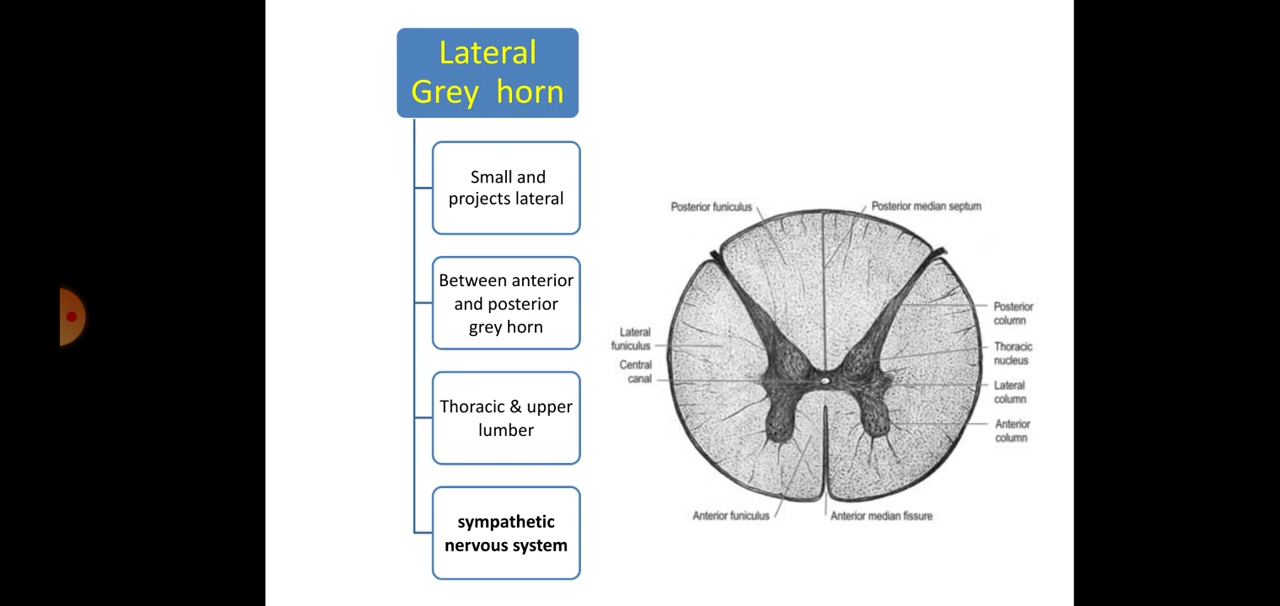 Lateral
Grey horn
Small and
projects lateral
Between anterior
and posterior
grey horn
Thoracic & upper
lumber
sympathetic
nervous system
Posterior funiculus
Posterior median septum
Lateral
funiculus
Central
canal
Posterior
column
Thoracic
nucleus
Lateral
column
Anterior
column
Anterior funiculus
Anterior median fissure